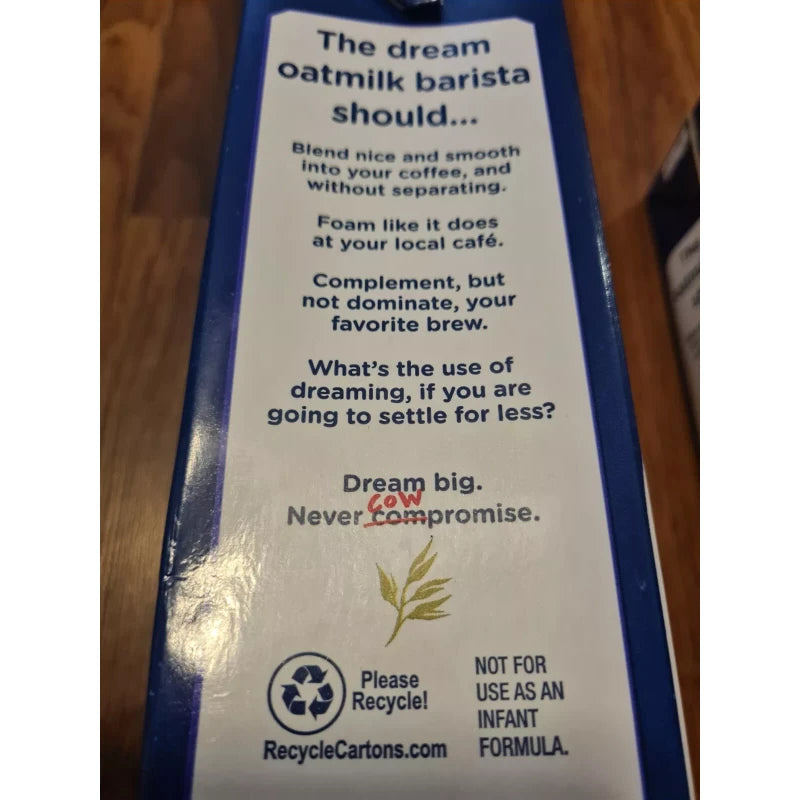 The dream
oatmilk barista
should...
Blend nice and smooth
into your coffee, and
without separating.
Foam like it does
at your local café.
Complement, but
not dominate, your
favorite brew.
What's the use of
dreaming, if you are
going to settle for less?
Dream big.
cow
Never compromise.
Please
Recycle!
RecycleCartons.com
NOT FOR
USE AS AN
INFANT
FORMULA.